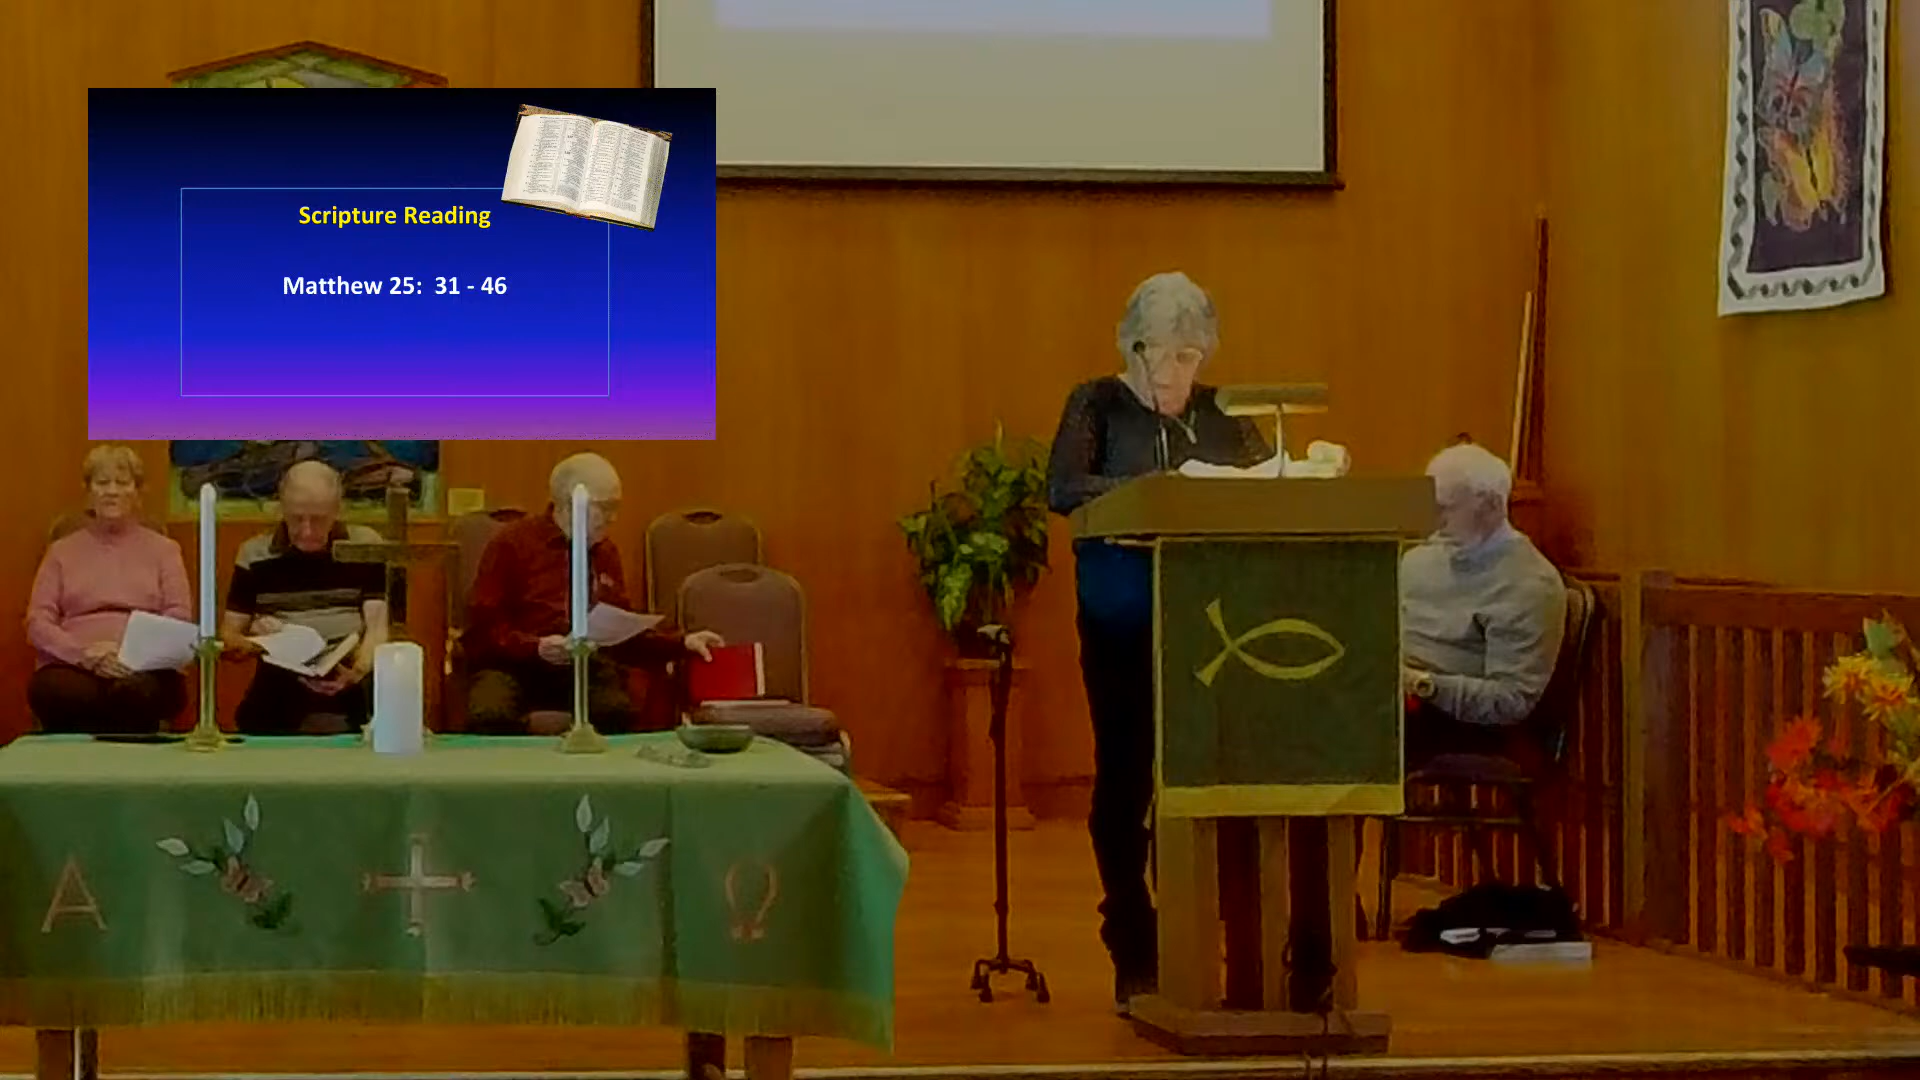 Scripture Reading
Matthew 25:  31 - 46
Α
Ω